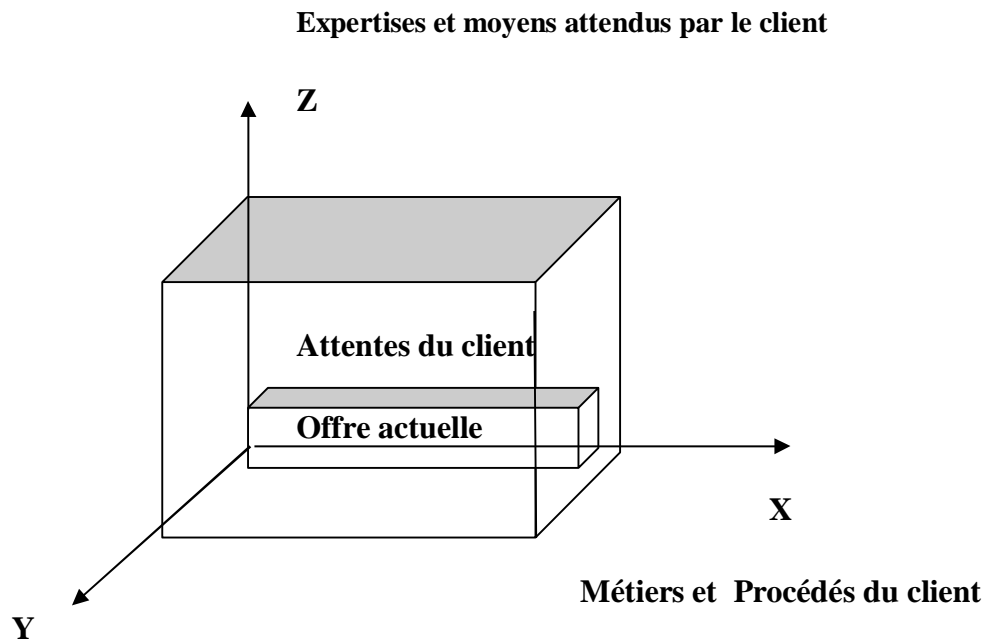 Expertises et moyens attendus par le client
Z
Attentes du client
Offre actuelle
X
Métiers et Procédés du client
Y